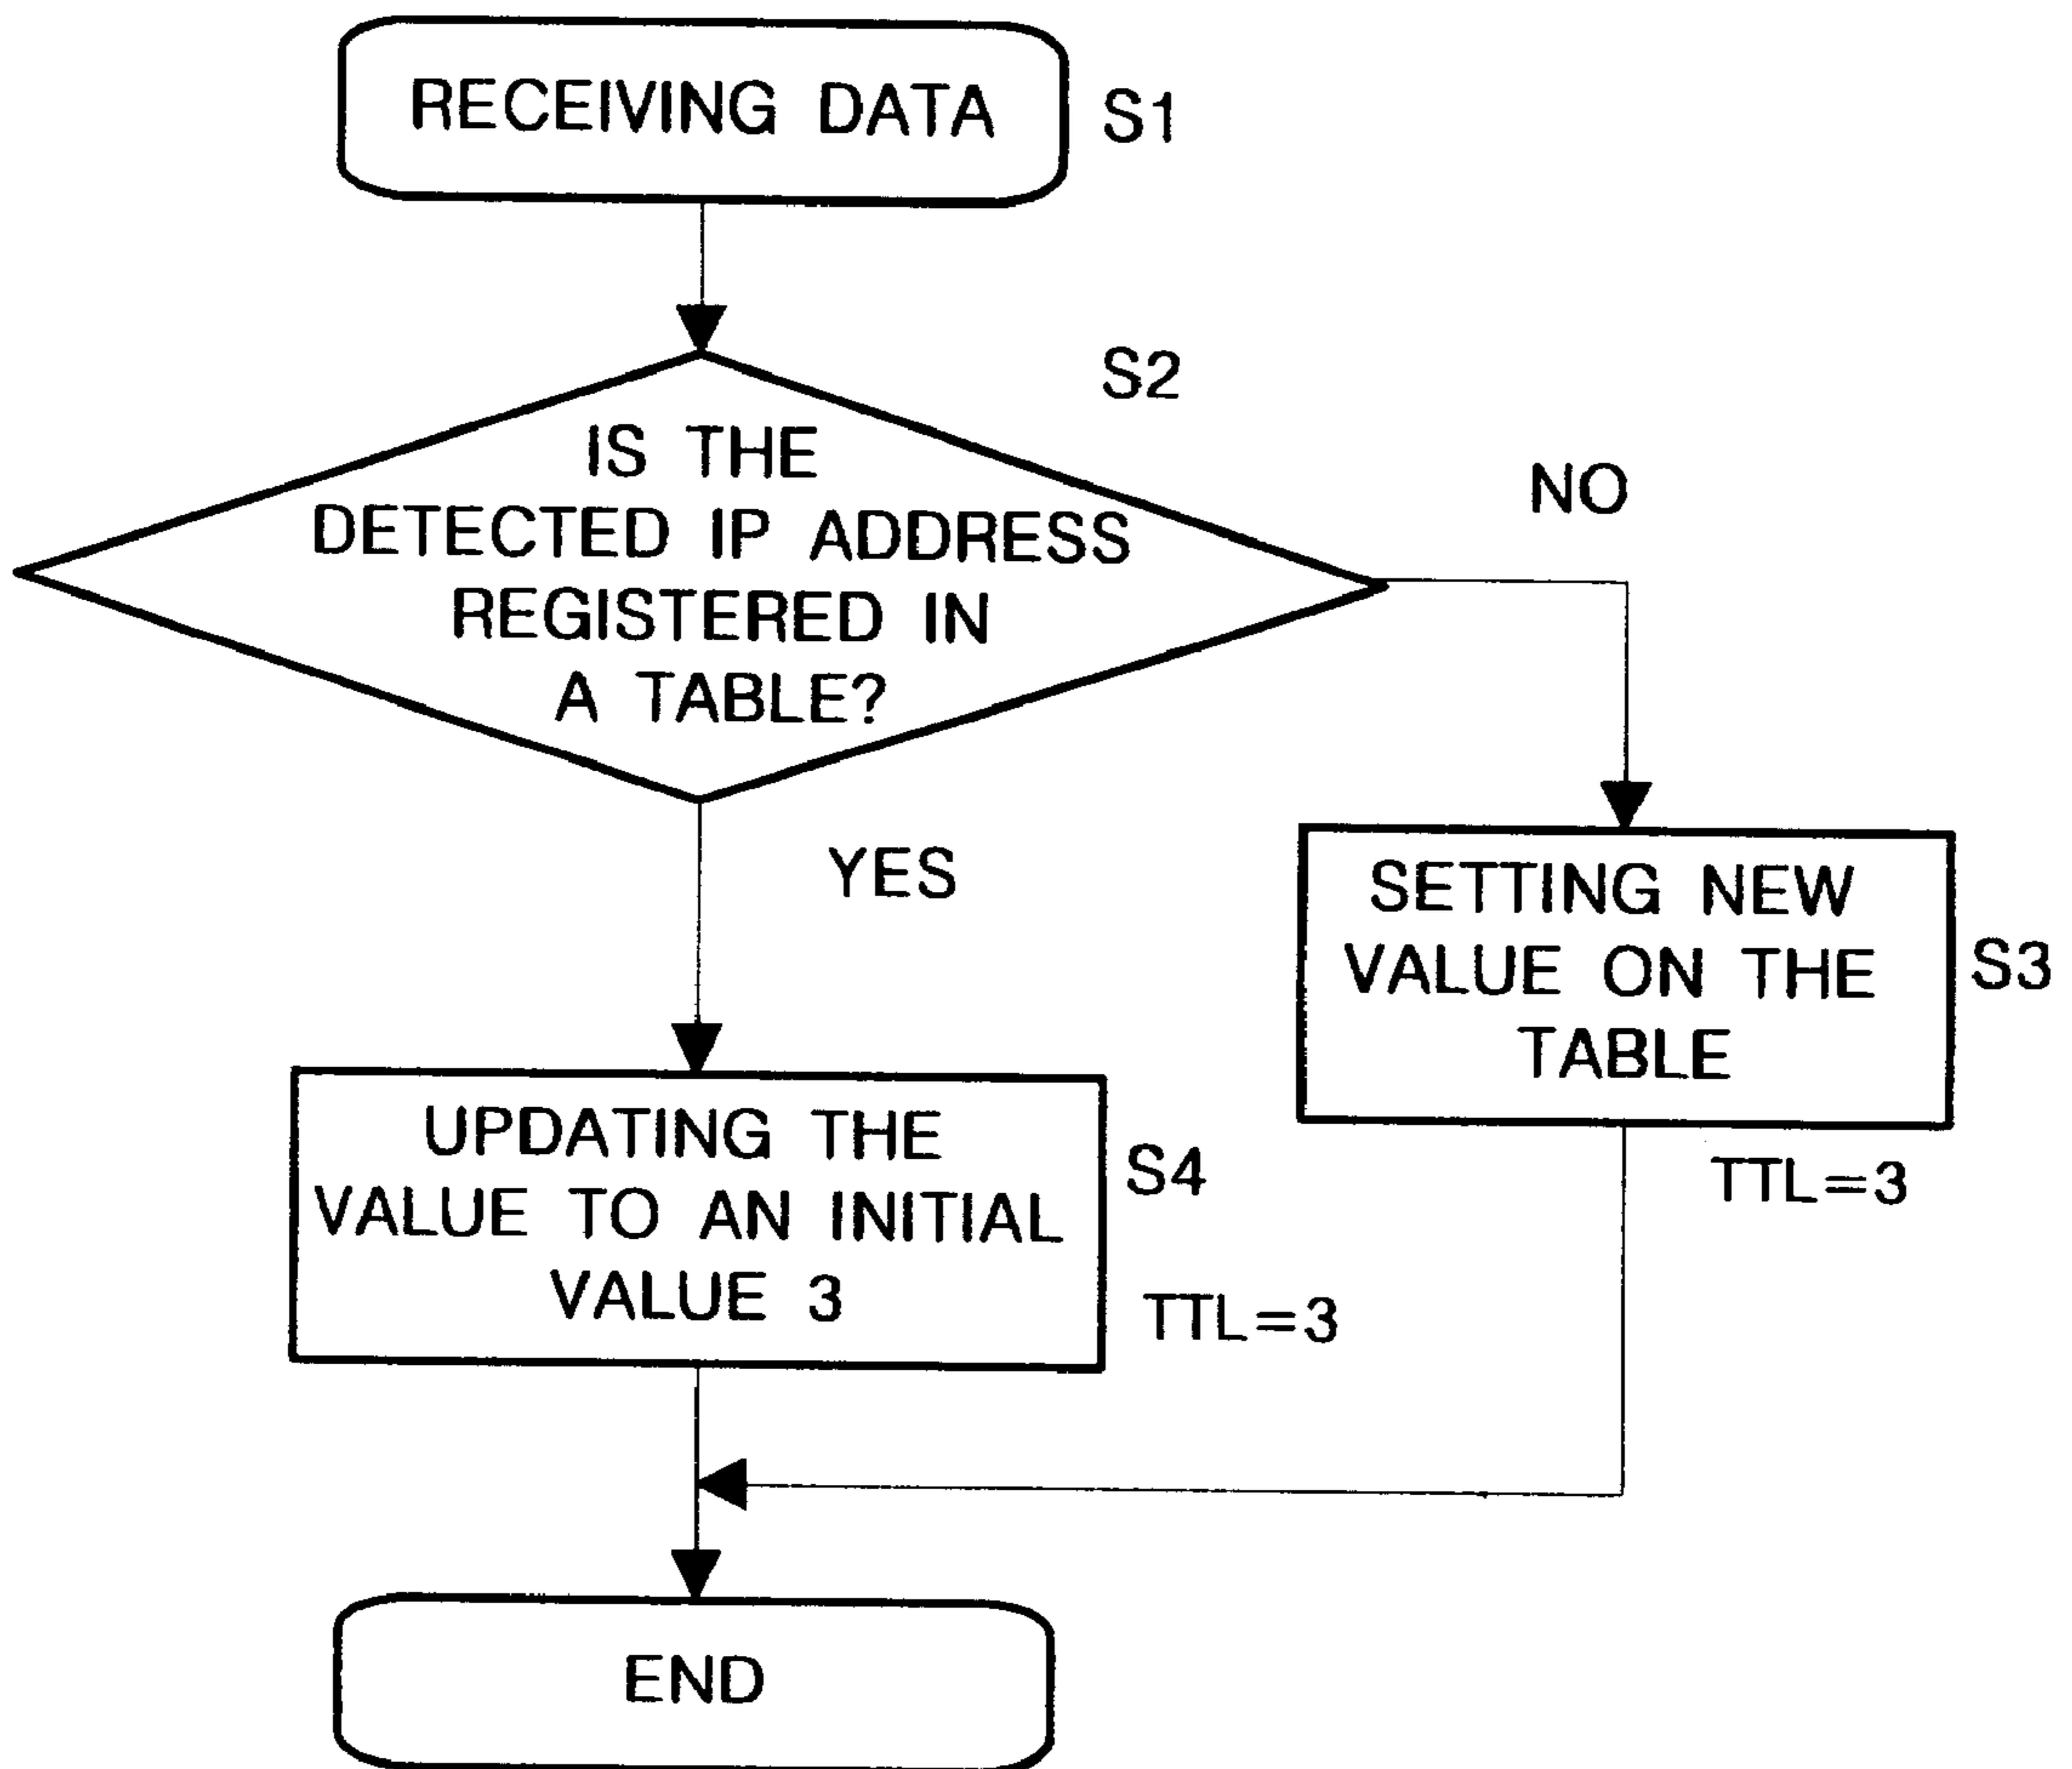 RECEIVING DATA
S1
S2
IS THE
DETECTED IP ADDRESS
REGISTERED IN
A TABLE?
NO
YES
SETTING NEW
VALUE ON THE
TABLE
S3
TTL=3
UPDATING THE
VALUE TO AN INITIAL
VALUE 3
S4
TTL=3
END